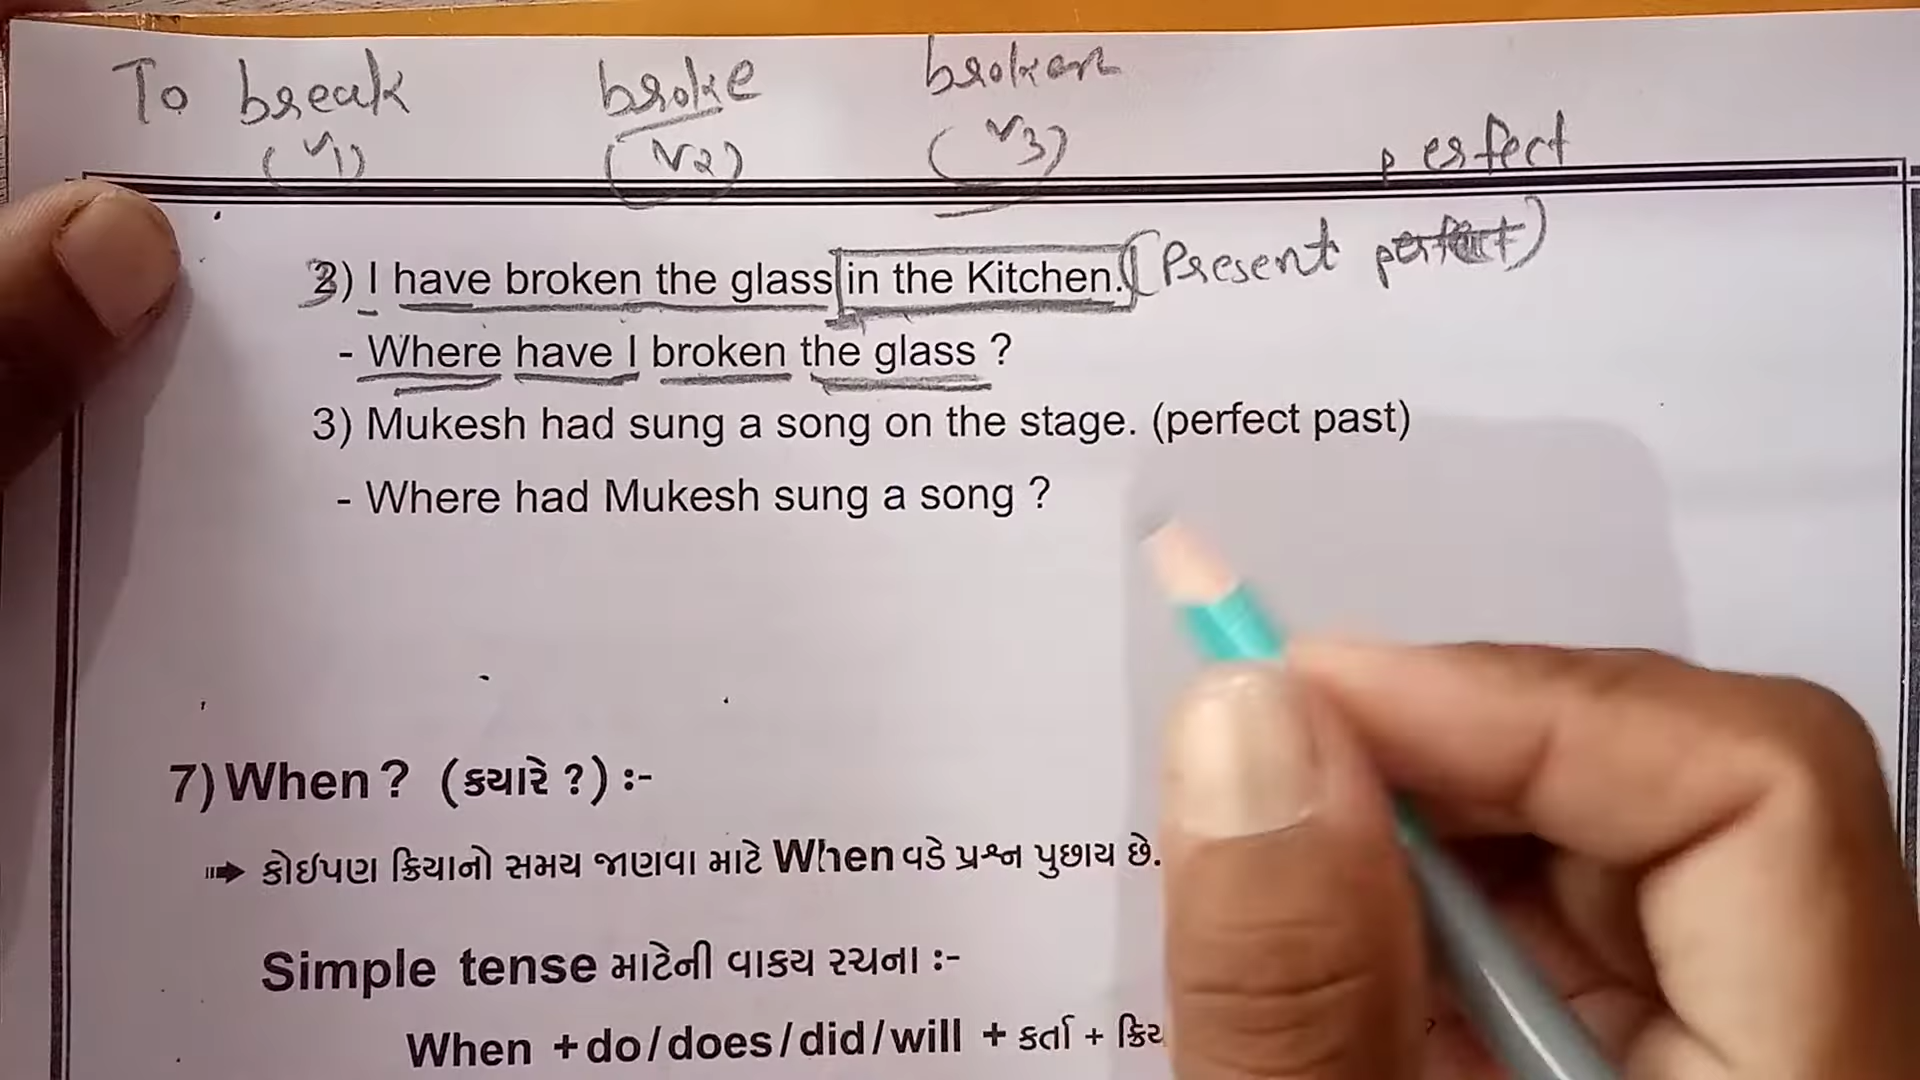 To break broke broken
(V1) (V2) (V3)
perfect
2) I have broken the glass in the Kitchen. (Present perfect)
- Where have I broken the glass ?
3) Mukesh had sung a song on the stage. (perfect past)
- Where had Mukesh sung a song ?
7) When ? (કયારે ?) :-
કોઈપણ ક્રિયાનો સમય જાણવા માટે When વડે પ્રશ્ન પુછાય છે.
Simple tense માટેની વાકય રચના :-
When + do / does / did / will + કર્તા +